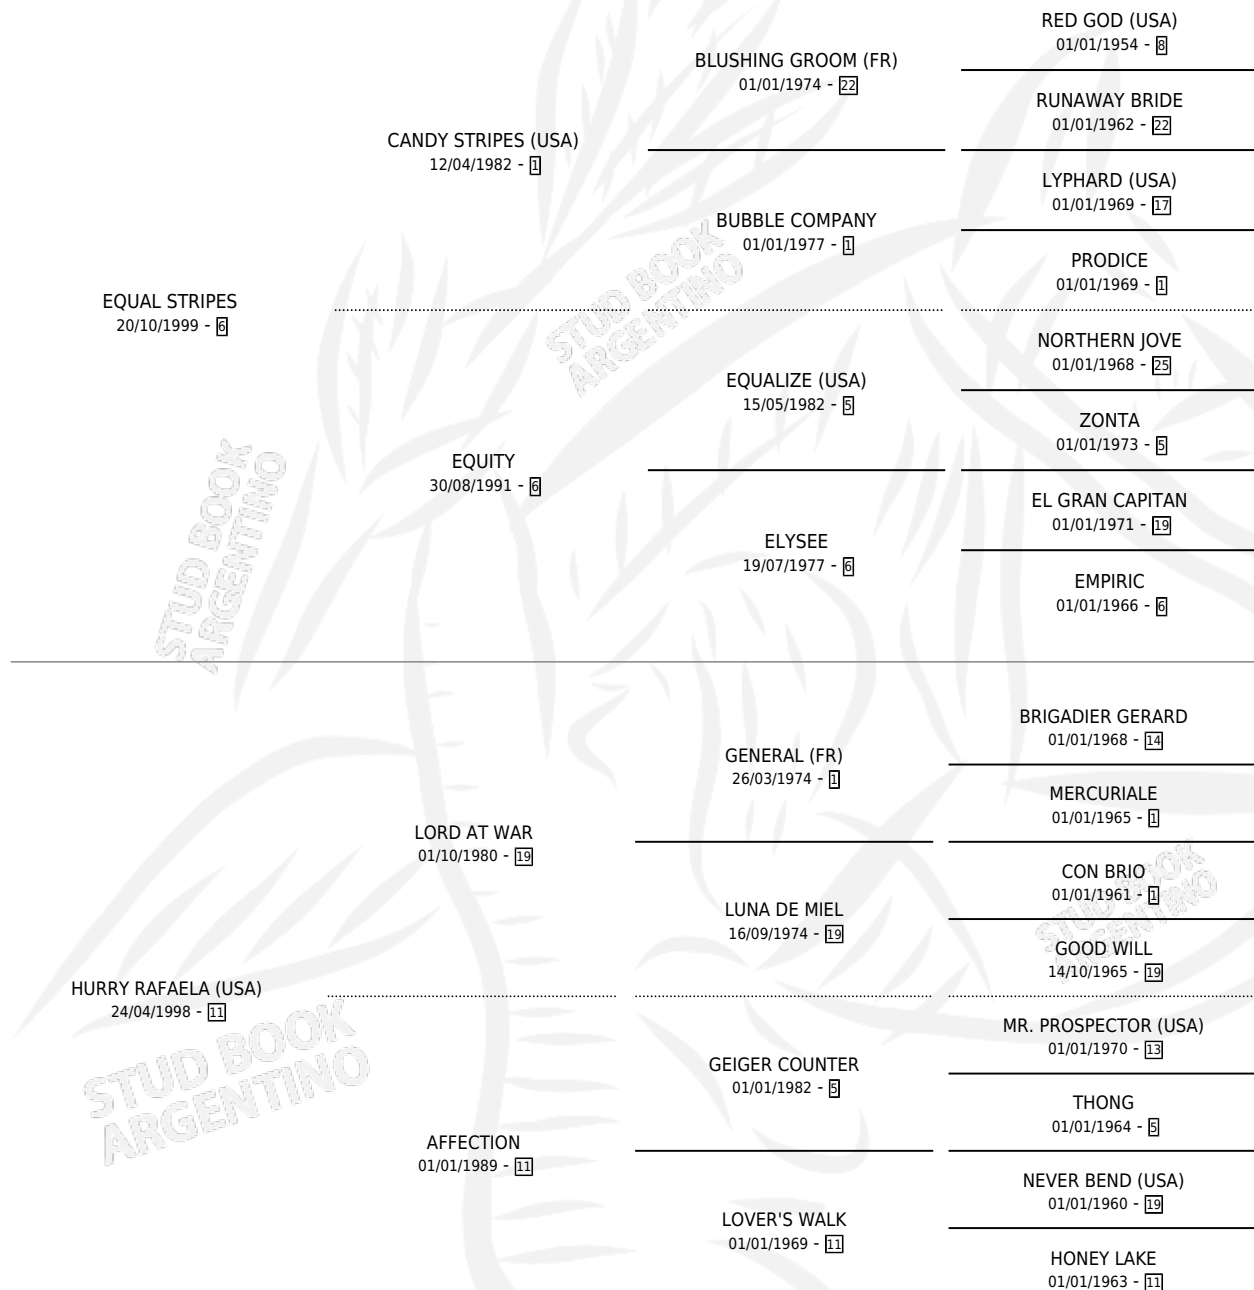 EQUAL STRIPES
20/10/1999 - 6
CANDY STRIPES (USA)
12/04/1982 - 1
BLUSHING GROOM (FR)
01/01/1974 - 22
RED GOD (USA)
01/01/1954 - 8
RUNAWAY BRIDE
01/01/1962 - 22
BUBBLE COMPANY
01/01/1977 - 1
LYPHARD (USA)
01/01/1969 - 17
PRODICE
01/01/1969 - 1
EQUITY
30/08/1991 - 6
EQUALIZE (USA)
15/05/1982 - 5
NORTHERN JOVE
01/01/1968 - 25
ZONTA
01/01/1973 - 5
ELYSEE
19/07/1977 - 6
EL GRAN CAPITAN
01/01/1971 - 19
EMPIRIC
01/01/1966 - 6
HURRY RAFAELA (USA)
24/04/1998 - 11
LORD AT WAR
01/10/1980 - 19
GENERAL (FR)
26/03/1974 - 1
BRIGADIER GERARD
01/01/1968 - 14
MERCURIALE
01/01/1965 - 1
LUNA DE MIEL
16/09/1974 - 19
CON BRIO
01/01/1961 - 1
GOOD WILL
14/10/1965 - 19
AFFECTION
01/01/1989 - 11
GEIGER COUNTER
01/01/1982 - 5
MR. PROSPECTOR (USA)
01/01/1970 - 13
THONG
01/01/1964 - 5
LOVER'S WALK
01/01/1969 - 11
NEVER BEND (USA)
01/01/1960 - 19
HONEY LAKE
01/01/1963 - 11
STUD BOOK
ARGENTINO
STUD BOOK
ARGENTINO
STUD BOOK
ARGENTINO
STUD BOOK
ARGENTINO